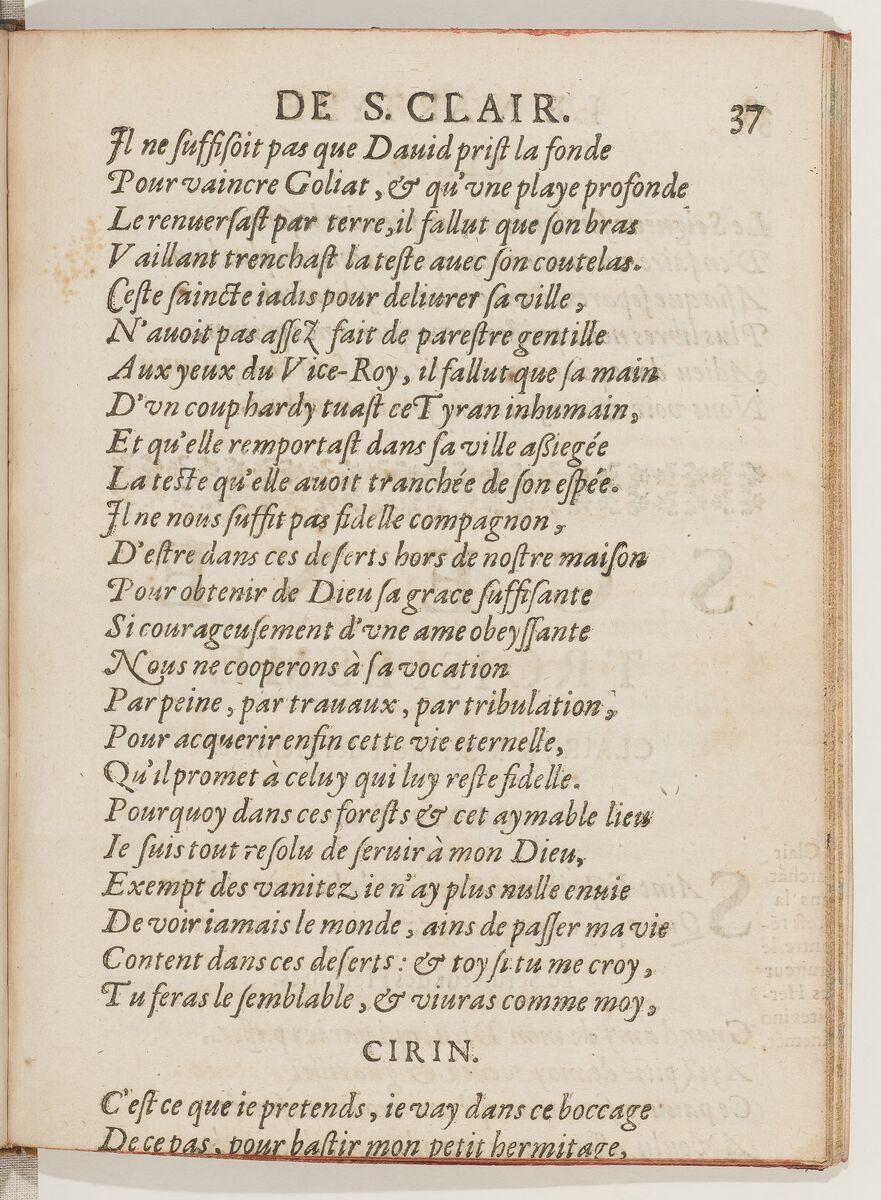 DE S. CLAIR. 37
Il ne suffisoit pas que Dauid prist la fonde
Pour vaincre Goliat, & qu'vne playe profonde
Le renuersast par terre, il fallut que son bras
Vaillant trenchast la teste auec son coutelas.
Ceste saincte iadis pour deliurer sa ville,
N'auoit pas assez fait de parestre gentille
Aux yeux du Vice-Roy, il fallut que sa main
D'vn coup hardy tuast ce Tyran inhumain,
Et qu'elle remportast dans sa ville assiegée
La teste qu'elle auoit tranchée de son espée.
Il ne nous suffit pas fidelle compagnon,
D'estre dans ces deserts hors de nostre maison
Pour obtenir de Dieu sa grace suffisante
Si courageusement d'vne ame obeyssante
Nous ne cooperons à sa vocation
Par peine, par trauaux, par tribulation,
Pour acquerir enfin cette vie eternelle,
Qu'il promet à celuy qui luy reste fidelle.
Pourquoy dans ces forests & cet aymable lieu
Ie suis tout resolu de seruir à mon Dieu,
Exempt des vanitez ie n'ay plus nulle enuie
De voir iamais le monde, ains de passer ma vie
Content dans ces deserts : & toy si tu me croy,
Tu feras le semblable, & viuras comme moy,
CIRIN.
C'est ce que ie pretends, ie vay dans ce boccage
De ce pas, pour bastir mon petit hermitage,